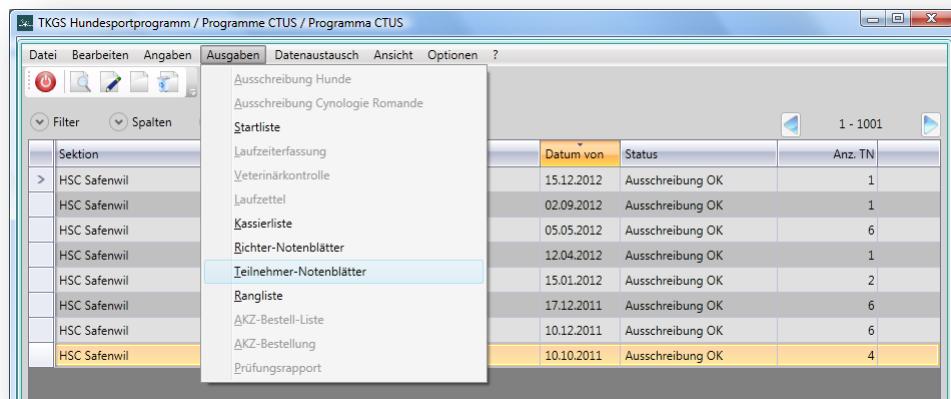 TKGS Hundesportprogramm / Programme CTUS / Programma CTUS
Datei Bearbeiten Angaben Ausgaben Datenaustausch Ansicht Optionen ?
Ausschreibung Hunde
Ausschreibung Cynologie Romande
Startliste
Laufzeiterfassung
Veterinärkontrolle
Laufzettel
Kassierliste
Richter-Notenblätter
Teilnehmer-Notenblätter
Rangliste
AKZ-Bestell-Liste
AKZ-Bestellung
Prüfungsrapport
Filter Spalten 1 - 1001
Sektion Datum von Status Anz. TN
HSC Safenwil 15.12.2012 Ausschreibung OK 1
HSC Safenwil 02.09.2012 Ausschreibung OK 1
HSC Safenwil 05.05.2012 Ausschreibung OK 6
HSC Safenwil 12.04.2012 Ausschreibung OK 1
HSC Safenwil 15.01.2012 Ausschreibung OK 2
HSC Safenwil 17.12.2011 Ausschreibung OK 6
HSC Safenwil 10.12.2011 Ausschreibung OK 6
HSC Safenwil 10.10.2011 Ausschreibung OK 4